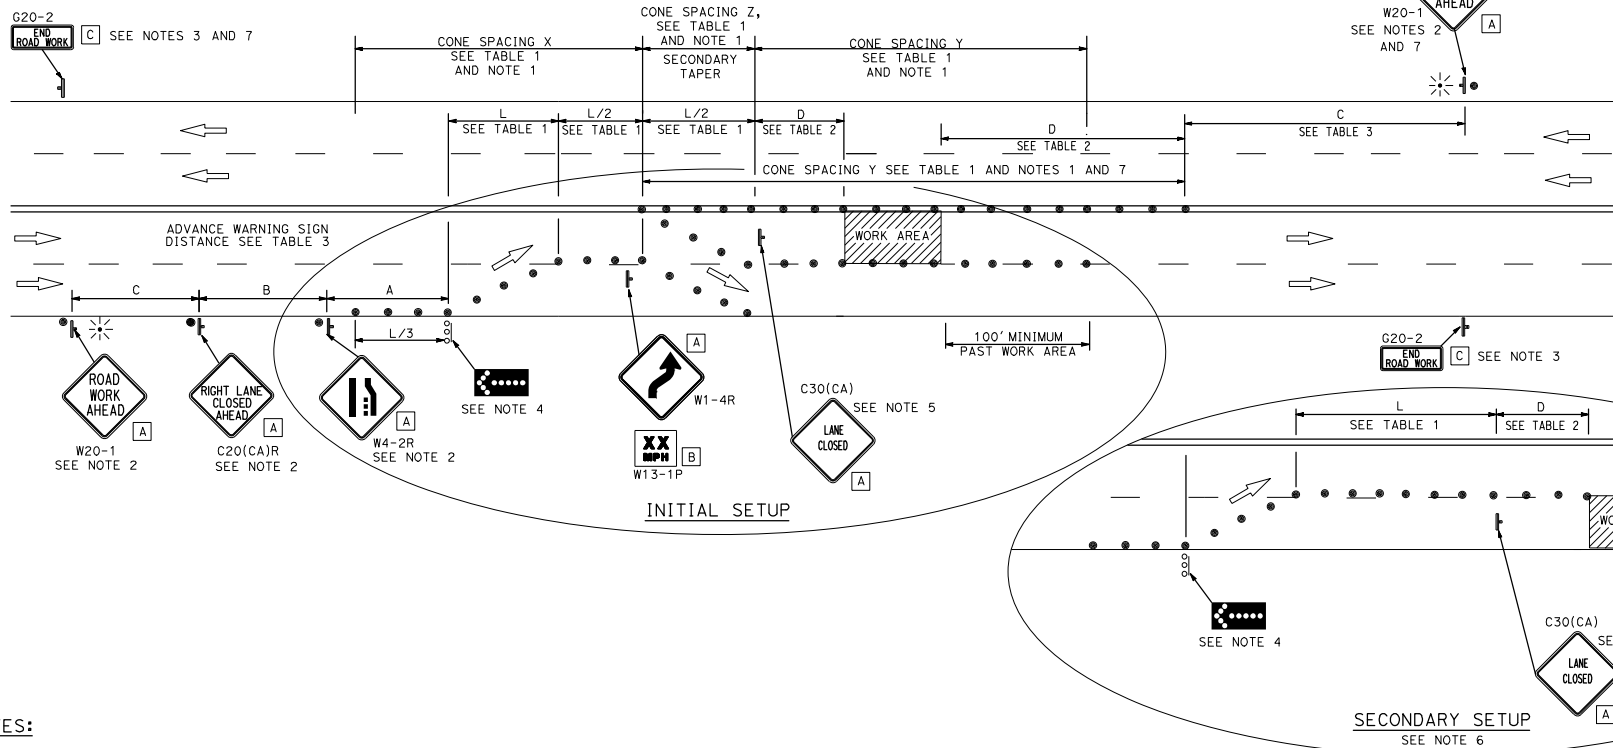 G20-2
END
ROAD WORK
C SEE NOTES 3 AND 7
CONE SPACING X
SEE TABLE 1
AND NOTE 1
CONE SPACING Z,
SEE TABLE 1
AND NOTE 1
SECONDARY
TAPER
CONE SPACING Y
SEE TABLE 1
AND NOTE 1
AHEAD
W20-1
SEE NOTES 2
AND 7
A
L
SEE TABLE 1
L/2
SEE TABLE 1
L/2
SEE TABLE 1
D
SEE TABLE 2
D
SEE TABLE 2
C
SEE TABLE 3
CONE SPACING Y SEE TABLE 1 AND NOTES 1 AND 7
ADVANCE WARNING SIGN
DISTANCE SEE TABLE 3
WORK AREA
C
B
A
L/3
100' MINIMUM
PAST WORK AREA
ROAD
WORK
AHEAD
A
W20-1
SEE NOTE 2
RIGHT LANE
CLOSED
AHEAD
A
C20(CA)R
SEE NOTE 2
A
W4-2R
SEE NOTE 2
SEE NOTE 4
A
W1-4R
XX
MPH
B
W13-1P
C30(CA)
SEE NOTE 5
LANE
CLOSED
A
INITIAL SETUP
G20-2
END
ROAD WORK
C SEE NOTE 3
L
SEE TABLE 1
D
SEE TABLE 2
WO
SEE NOTE 4
C30(CA)
SE
LANE
CLOSED
A
SECONDARY SETUP
SEE NOTE 6
ES: